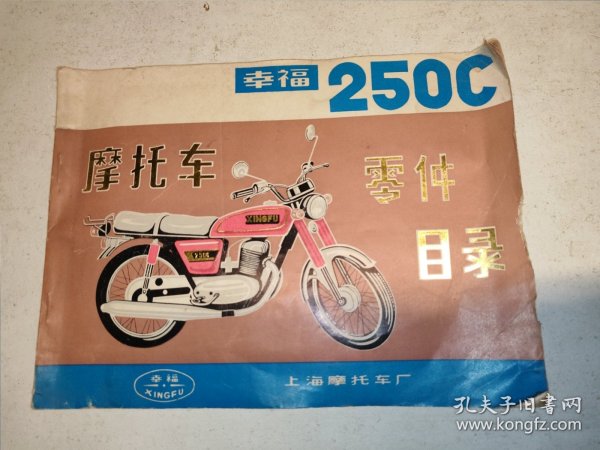 幸福 250C
摩托车 零件
目录
XINGFU
250C
幸福
XINGFU
上海摩托车厂
孔夫子旧书网
www.kongfz.com